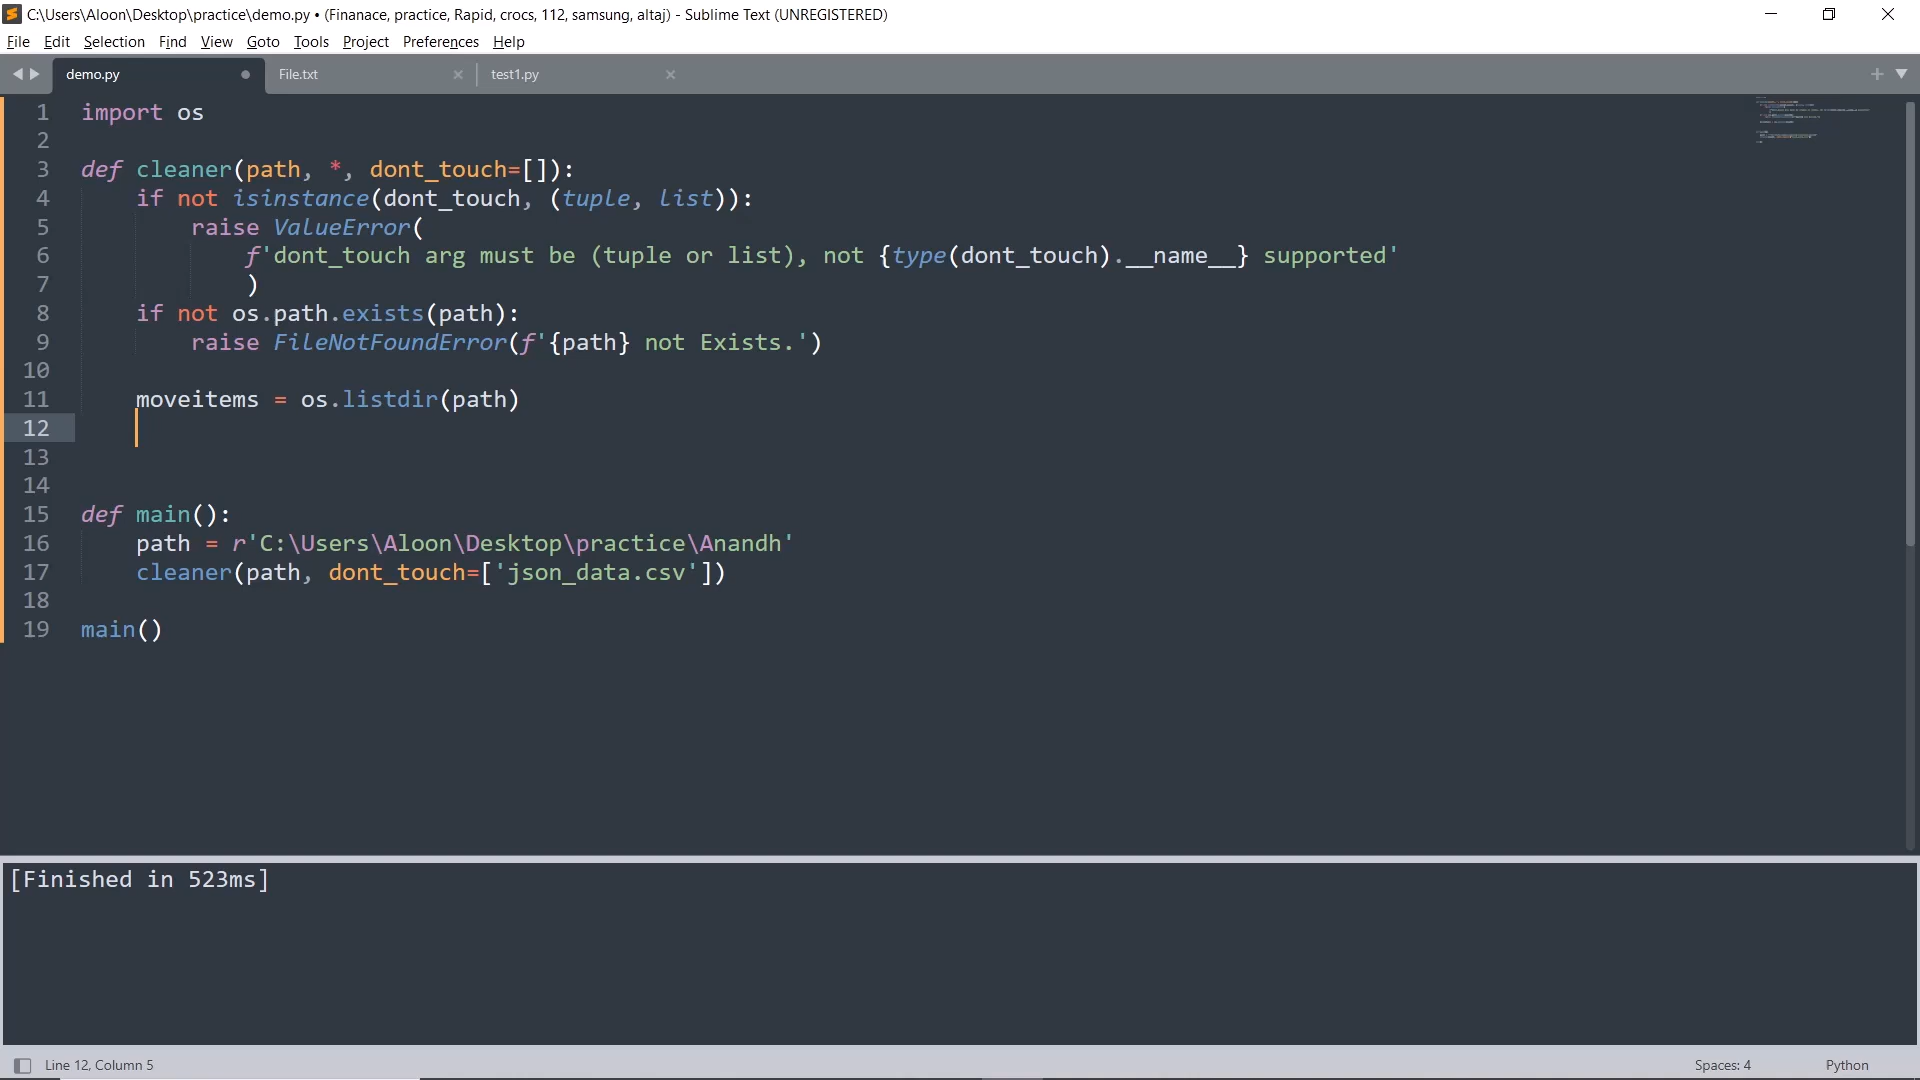 C:\Users\Aloon\Desktop\practice\demo.py • (Finanace, practice, Rapid, crocs, 112, samsung, altaj) - Sublime Text (UNREGISTERED)
File Edit Selection Find View Goto Tools Project Preferences Help
demo.py File.txt test1.py
1 import os
2
3 def cleaner(path, *, dont_touch=[]):
4     if not isinstance(dont_touch, (tuple, list)):
5         raise ValueError(
6             f'dont_touch arg must be (tuple or list), not {type(dont_touch).__name__} supported'
7             )
8     if not os.path.exists(path):
9         raise FileNotFoundError(f'{path} not Exists.')
10
11     moveitems = os.listdir(path)
12
13
14
15 def main():
16     path = r'C:\Users\Aloon\Desktop\practice\Anandh'
17     cleaner(path, dont_touch=['json_data.csv'])
18
19 main()
[Finished in 523ms]
Line 12, Column 5 Spaces: 4 Python